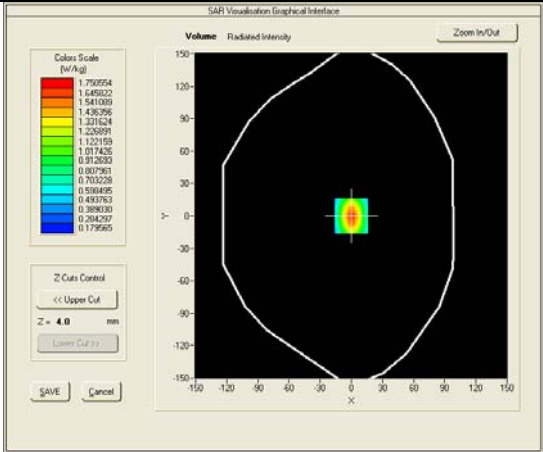 SAR Visualisation Graphical Interface
Volume Radiated Intensity
Zoom In/Out
Colors Scale
(W/kg)
1.750554
1.645822
1.541089
1.436356
1.331624
1.226891
1.122159
1.017426
0.912693
0.807961
0.703228
0.598495
0.493763
0.389030
0.284297
0.179565
Z-Cuts Control
<< Upper Cut
Z = 4.0 mm
Lower Cut >>
SAVE
Cancel
150
120
90
60
30
0
-30
-60
-90
-120
-150
Y
-150 -120 -90 -60 -30 0 30 60 90 120 150
X